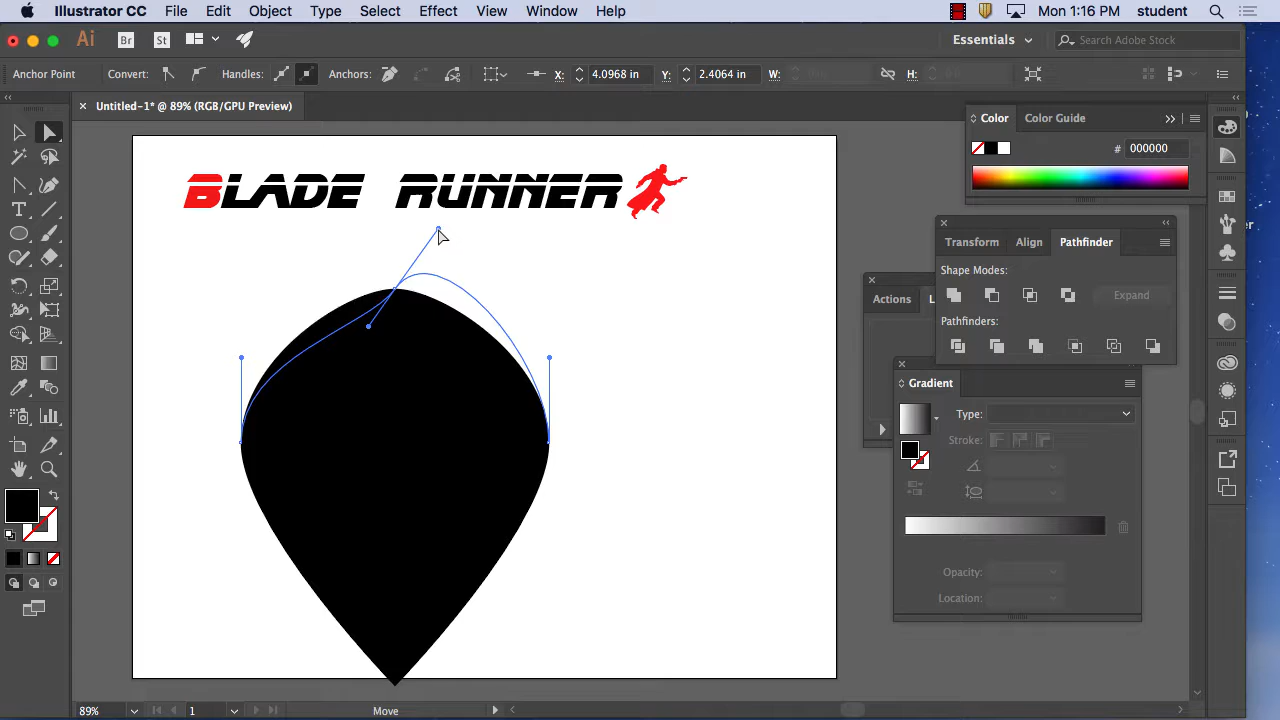 Illustrator CC File Edit Object Type Select Effect View Window Help Mon 1:16 PM student
Ai Br St Essentials Search Adobe Stock
Anchor Point Convert: Handles: Anchors: X: 4.0968 in Y: 2.4064 in W: H:
Untitled-1* @ 89% (RGB/GPU Preview)
Color Color Guide
# 000000
BLADE RUNNER
Transform Align Pathfinder
Shape Modes:
Expand
Pathfinders:
Actions
Gradient
Type:
Stroke:
Opacity:
Location:
89% 1 Move